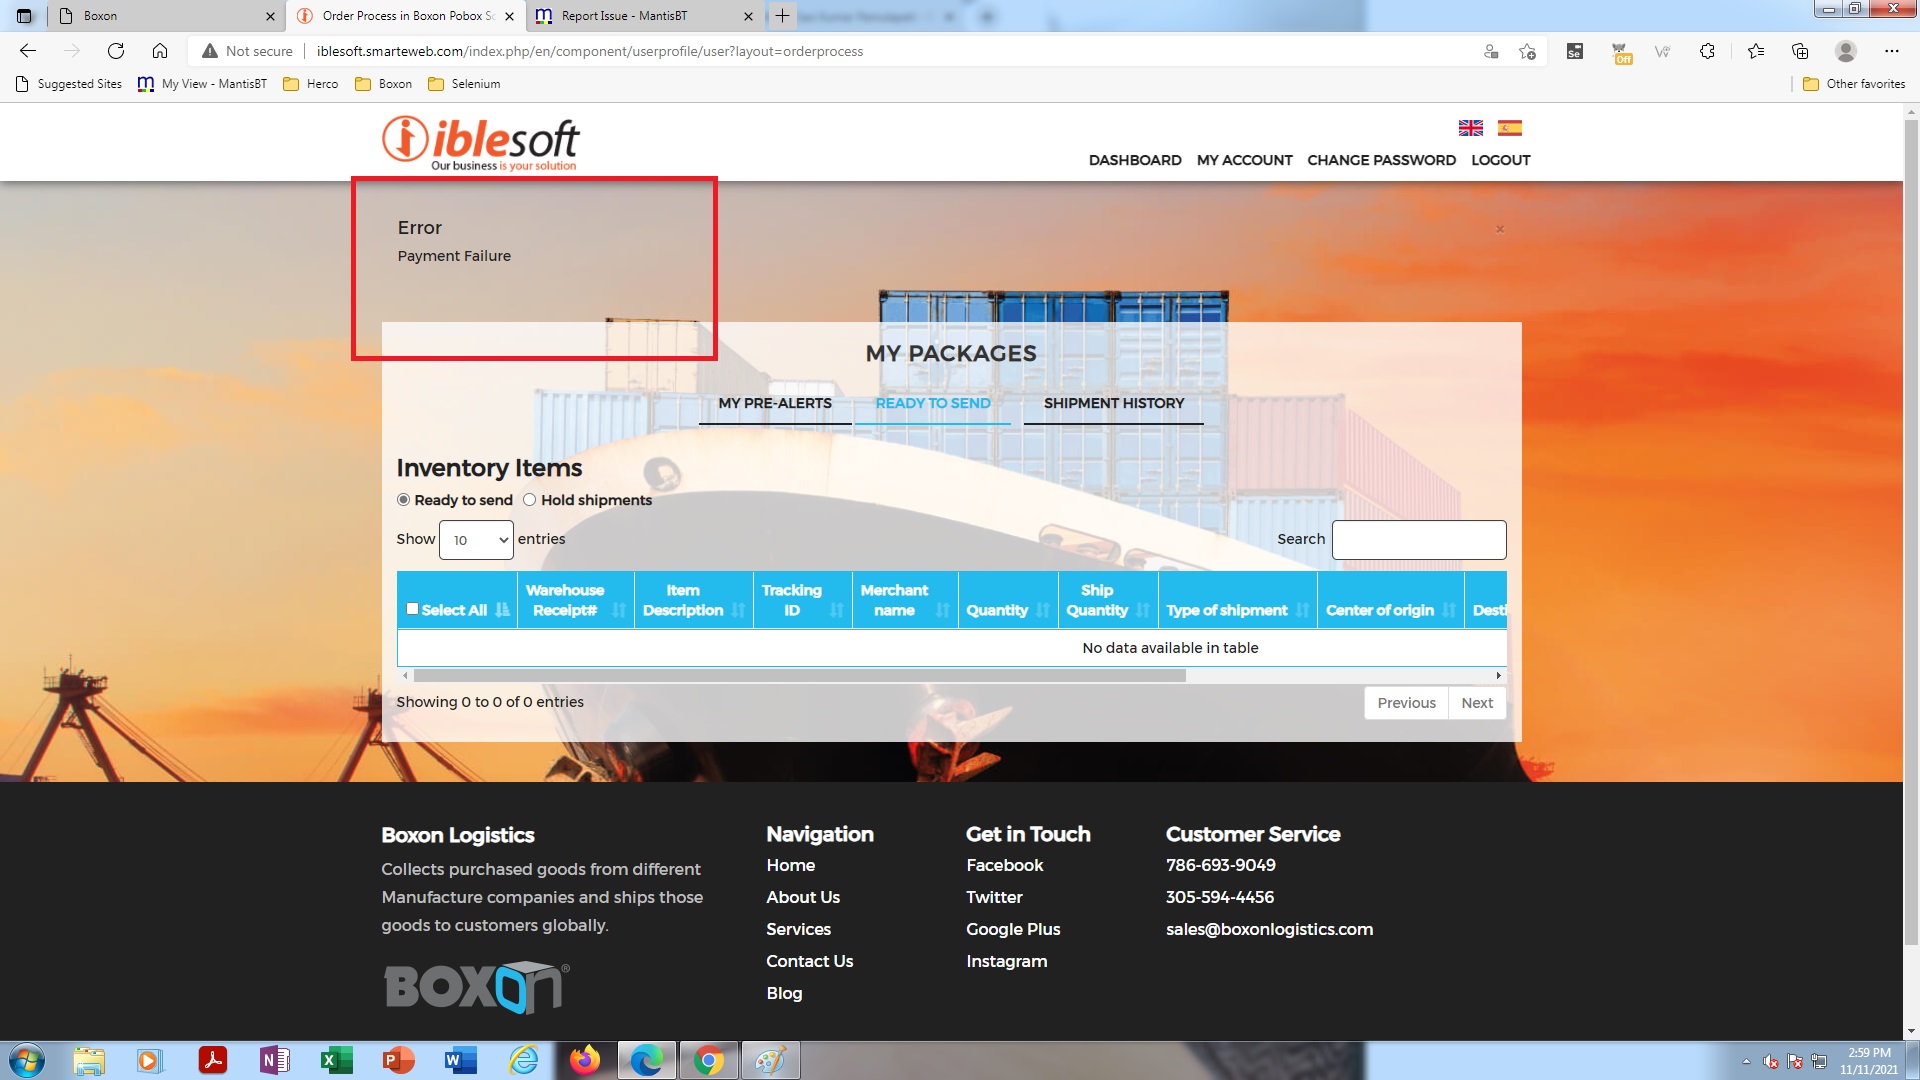 Boxon
Order Process in Boxon Pobox So
Report Issue - MantisBT
Not secure
iblesoft.smarteweb.com/index.php/en/component/userprofile/user?layout=orderprocess
Suggested Sites
My View - MantisBT
Herco
Boxon
Selenium
Other favorites
iblesoft
Our business is your solution
DASHBOARD
MY ACCOUNT
CHANGE PASSWORD
LOGOUT
Error
×
Payment Failure
MY PACKAGES
MY PRE-ALERTS
READY TO SEND
SHIPMENT HISTORY
Inventory Items
Ready to send
Hold shipments
Show 10 entries
Search
Select All
Warehouse Receipt#
Item Description
Tracking ID
Merchant name
Quantity
Ship Quantity
Type of shipment
Center of origin
Desti
No data available in table
Showing 0 to 0 of 0 entries
Previous
Next
Boxon Logistics
Collects purchased goods from different
Manufacture companies and ships those
goods to customers globally.
BOXON®
Navigation
Home
About Us
Services
Contact Us
Blog
Get in Touch
Facebook
Twitter
Google Plus
Instagram
Customer Service
786-693-9049
305-594-4456
sales@boxonlogistics.com
2:59 PM
11/11/2021